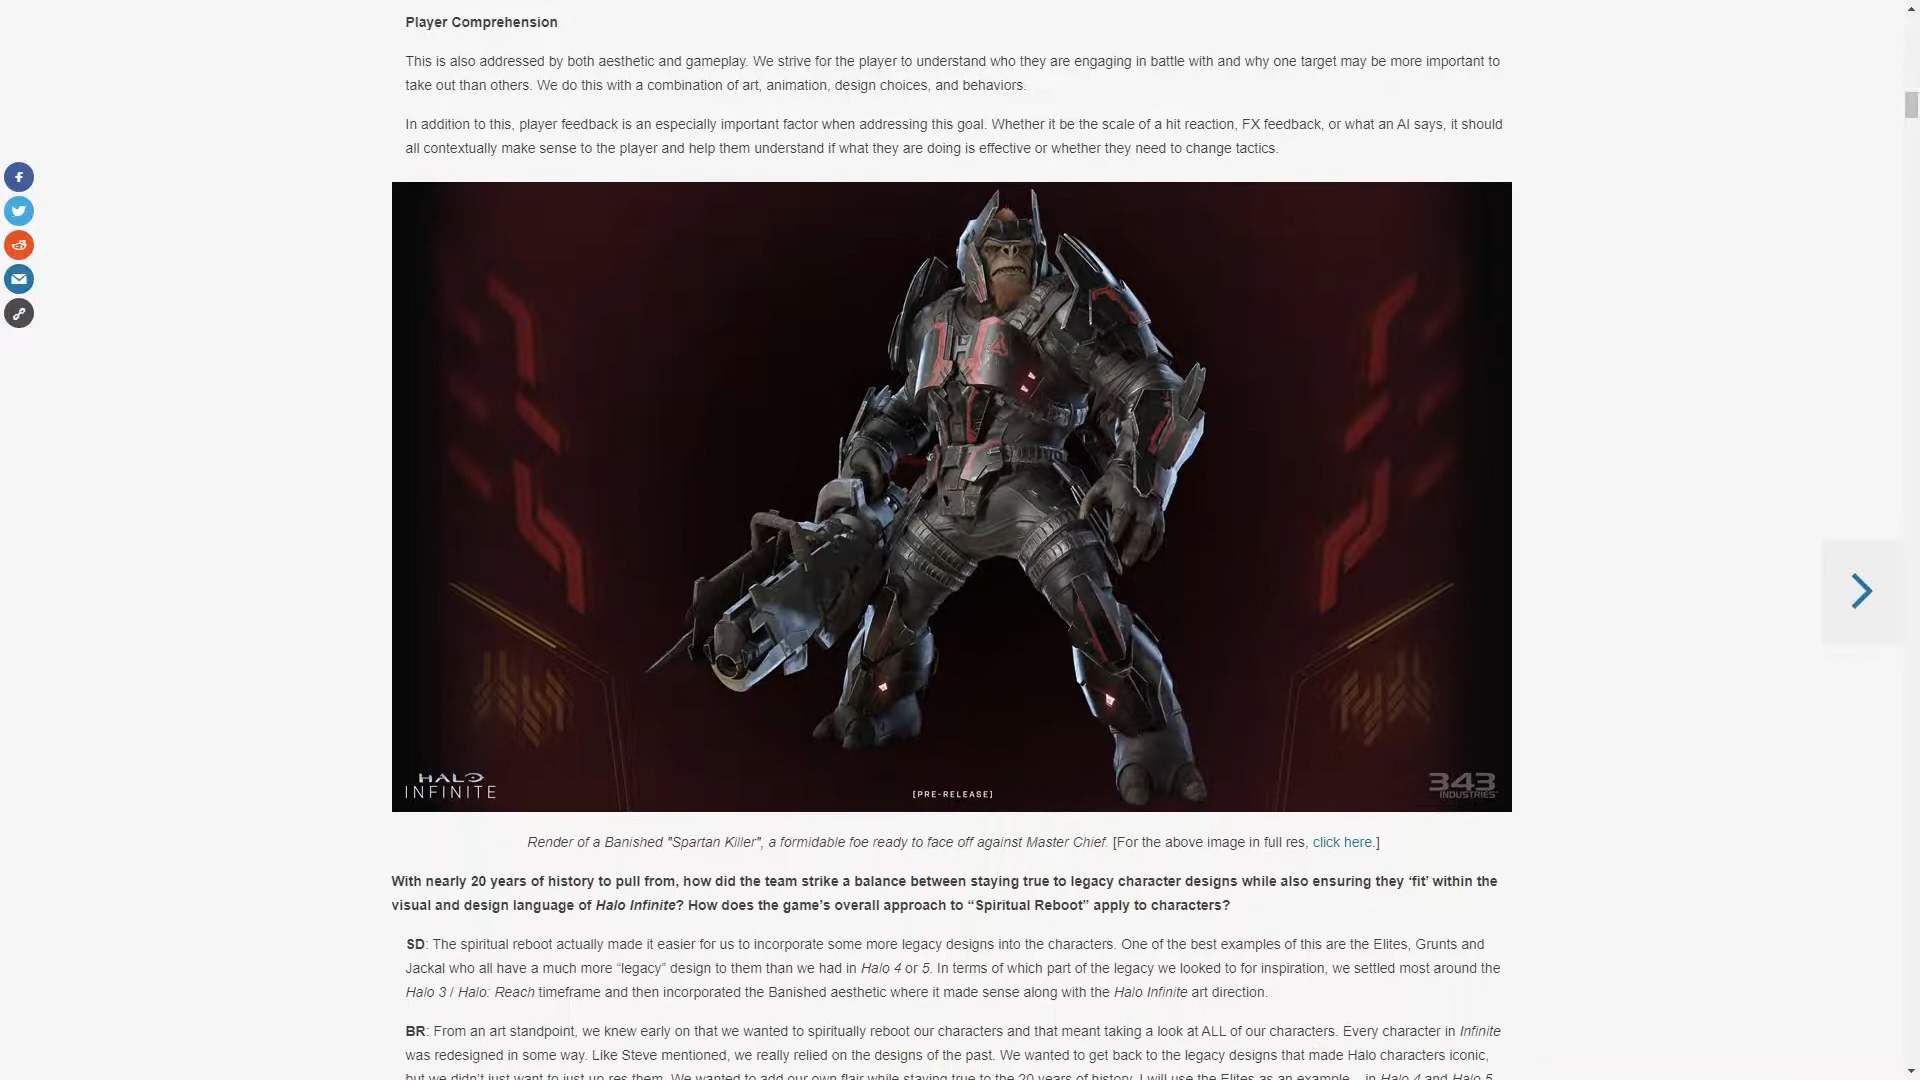 Player Comprehension
This is also addressed by both aesthetic and gameplay. We strive for the player to understand who they are engaging in battle with and why one target may be more important to
take out than others. We do this with a combination of art, animation, design choices, and behaviors.
In addition to this, player feedback is an especially important factor when addressing this goal. Whether it be the scale of a hit reaction, FX feedback, or what an AI says, it should
all contextually make sense to the player and help them understand if what they are doing is effective or whether they need to change tactics.
HALO
INFINITE
[PRE-RELEASE]
343
INDUSTRIES
Render of a Banished "Spartan Killer", a formidable foe ready to face off against Master Chief. [For the above image in full res, click here.]
With nearly 20 years of history to pull from, how did the team strike a balance between staying true to legacy character designs while also ensuring they ‘fit’ within the
visual and design language of Halo Infinite? How does the game’s overall approach to “Spiritual Reboot” apply to characters?
SD: The spiritual reboot actually made it easier for us to incorporate some more legacy designs into the characters. One of the best examples of this are the Elites, Grunts and
Jackal who all have a much more “legacy” design to them than we had in Halo 4 or 5. In terms of which part of the legacy we looked to for inspiration, we settled most around the
Halo 3 / Halo: Reach timeframe and then incorporated the Banished aesthetic where it made sense along with the Halo Infinite art direction.
BR: From an art standpoint, we knew early on that we wanted to spiritually reboot our characters and that meant taking a look at ALL of our characters. Every character in Infinite
was redesigned in some way. Like Steve mentioned, we really relied on the designs of the past. We wanted to get back to the legacy designs that made Halo characters iconic,
but we didn’t just want to just up res them. We wanted to add our own flair while staying true to the 20 years of history. I will use the Elites as an example – in Halo 4 and Halo 5